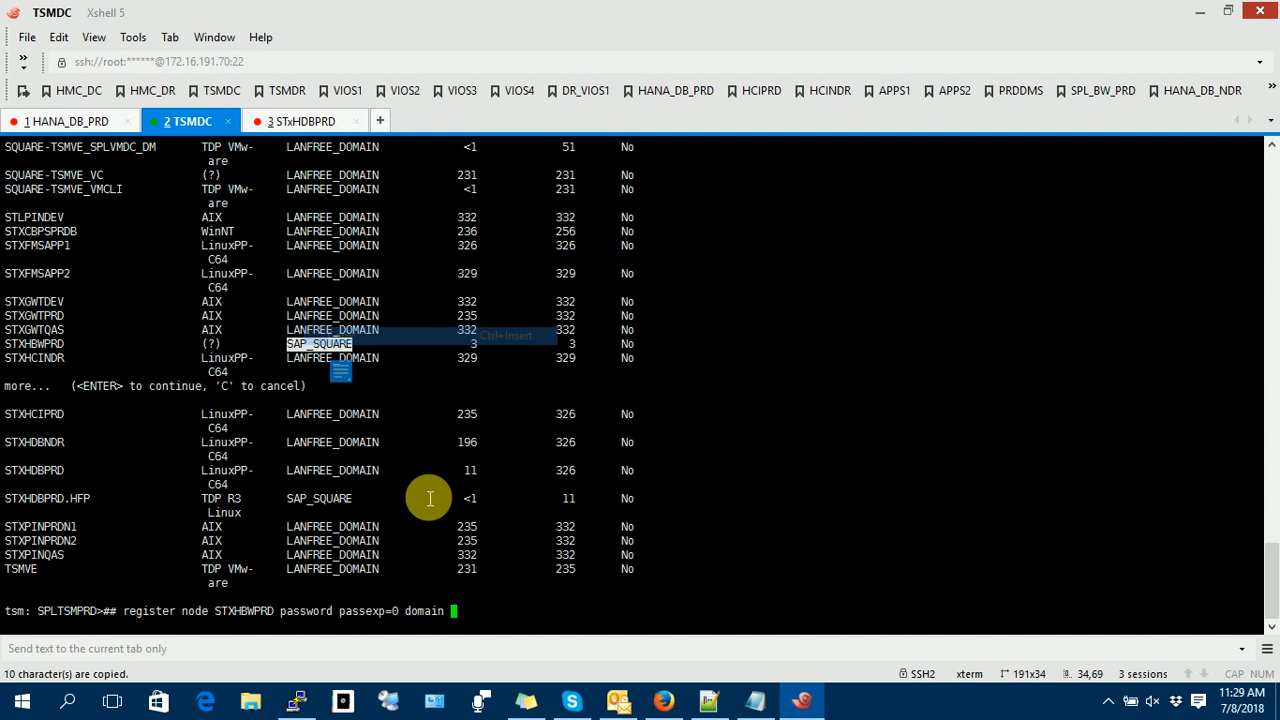 TSMDC Xshell 5
File Edit View Tools Tab Window Help
ssh://root:******@172.16.191.70:22
HMC_DC HMC_DR TSMDC TSMDR VIOS1 VIOS2 VIOS3 VIOS4 DR_VIOS1 HANA_DB_PRD HCIPRD HCINDR APPS1 APPS2 PRDDMS SPL_BW_PRD HANA_DB_NDR
1 HANA_DB_PRD × 2 TSMDC × 3 STxHDBPRD × +
SQUARE-TSMVE_SPLVMDC_DM TDP VMw- LANFREE_DOMAIN <1 51 No
are
SQUARE-TSMVE_VC (?) LANFREE_DOMAIN 231 231 No
SQUARE-TSMVE_VMCLI TDP VMw- LANFREE_DOMAIN <1 231 No
are
STLPINDEV AIX LANFREE_DOMAIN 332 332 No
STXCBPSPRDB WinNT LANFREE_DOMAIN 236 256 No
STXFMSAPP1 LinuxPP- LANFREE_DOMAIN 326 326 No
C64
STXFMSAPP2 LinuxPP- LANFREE_DOMAIN 329 329 No
C64
STXGWTDEV AIX LANFREE_DOMAIN 332 332 No
STXGWTPRD AIX LANFREE_DOMAIN 235 332 No
STXGWTQAS AIX LANFREE_DOMAIN 332 332 No
Ctrl+Insert
STXHBWPRD (?) SAP_SQUARE 3 3 No
STXHCINDR LinuxPP- LANFREE_DOMAIN 329 329 No
C64
more... (<ENTER> to continue, 'C' to cancel)
STXHCIPRD LinuxPP- LANFREE_DOMAIN 235 326 No
C64
STXHDBNDR LinuxPP- LANFREE_DOMAIN 196 326 No
C64
STXHDBPRD LinuxPP- LANFREE_DOMAIN 11 326 No
C64
STXHDBPRD.HFP TDP R3 SAP_SQUARE <1 11 No
Linux
STXPINPRDN1 AIX LANFREE_DOMAIN 235 332 No
STXPINPRDN2 AIX LANFREE_DOMAIN 235 332 No
STXPINQAS AIX LANFREE_DOMAIN 332 332 No
TSMVE TDP VMw- LANFREE_DOMAIN 231 235 No
are
tsm: SPLTSMPRD>## register node STXHBWPRD password passexp=0 domain
Send text to the current tab only
10 character(s) are copied. SSH2 xterm 191x34 34,69 3 sessions CAP NUM
11:29 AM
7/8/2018